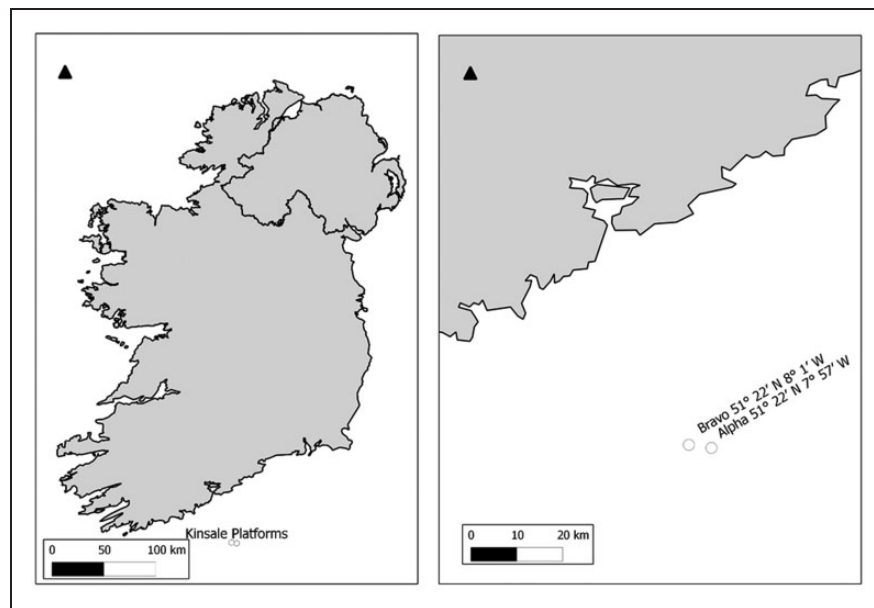 Kinsale Platforms
0 50 100 km
Bravo 51° 22′ N 8° 1′ W
Alpha 51° 22′ N 7° 57′ W
0 10 20 km